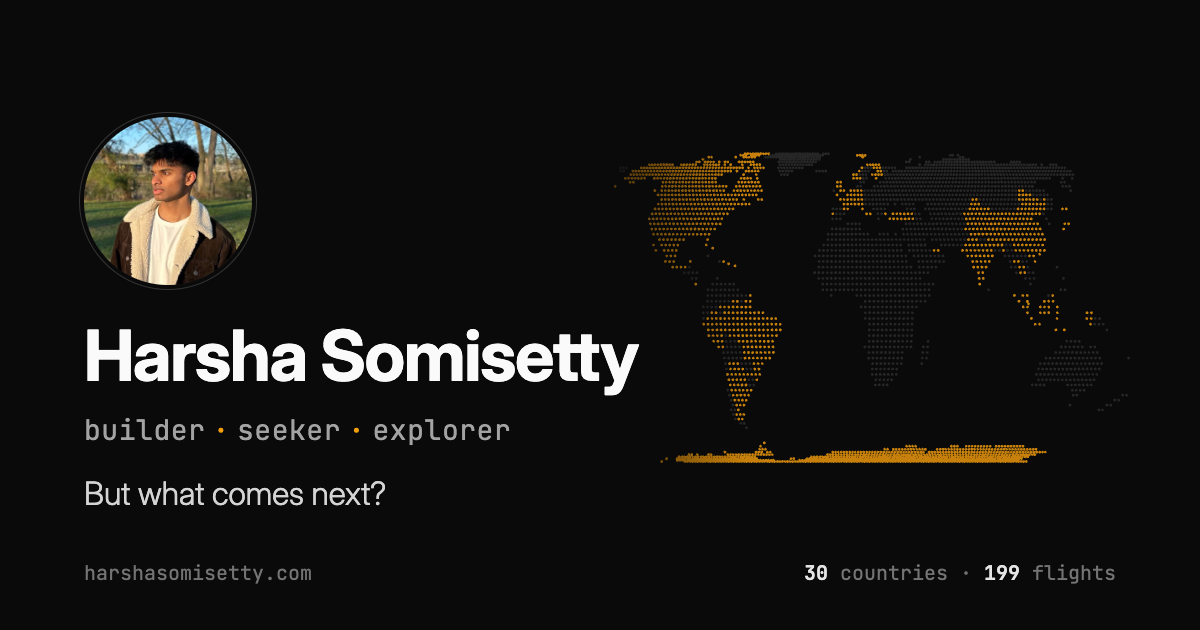 Harsha Somisetty
builder · seeker · explorer
But what comes next?
harshasomisetty.com
30 countries · 199 flights